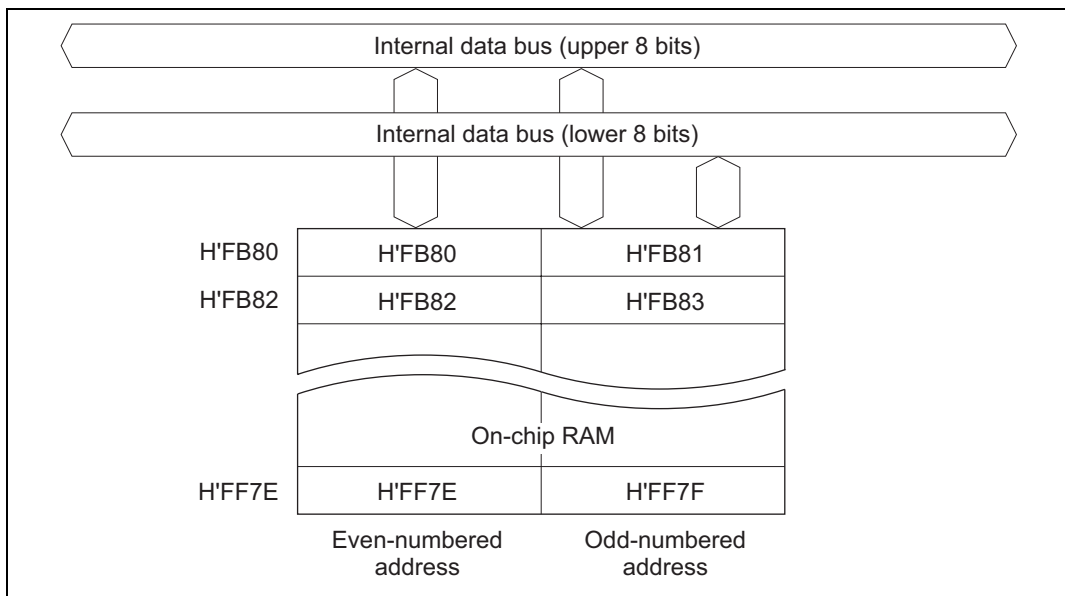 Internal data bus (upper 8 bits)
Internal data bus (lower 8 bits)
H'FB80 H'FB80 H'FB81
H'FB82 H'FB82 H'FB83
On-chip RAM
H'FF7E H'FF7E H'FF7F
Even-numbered address
Odd-numbered address